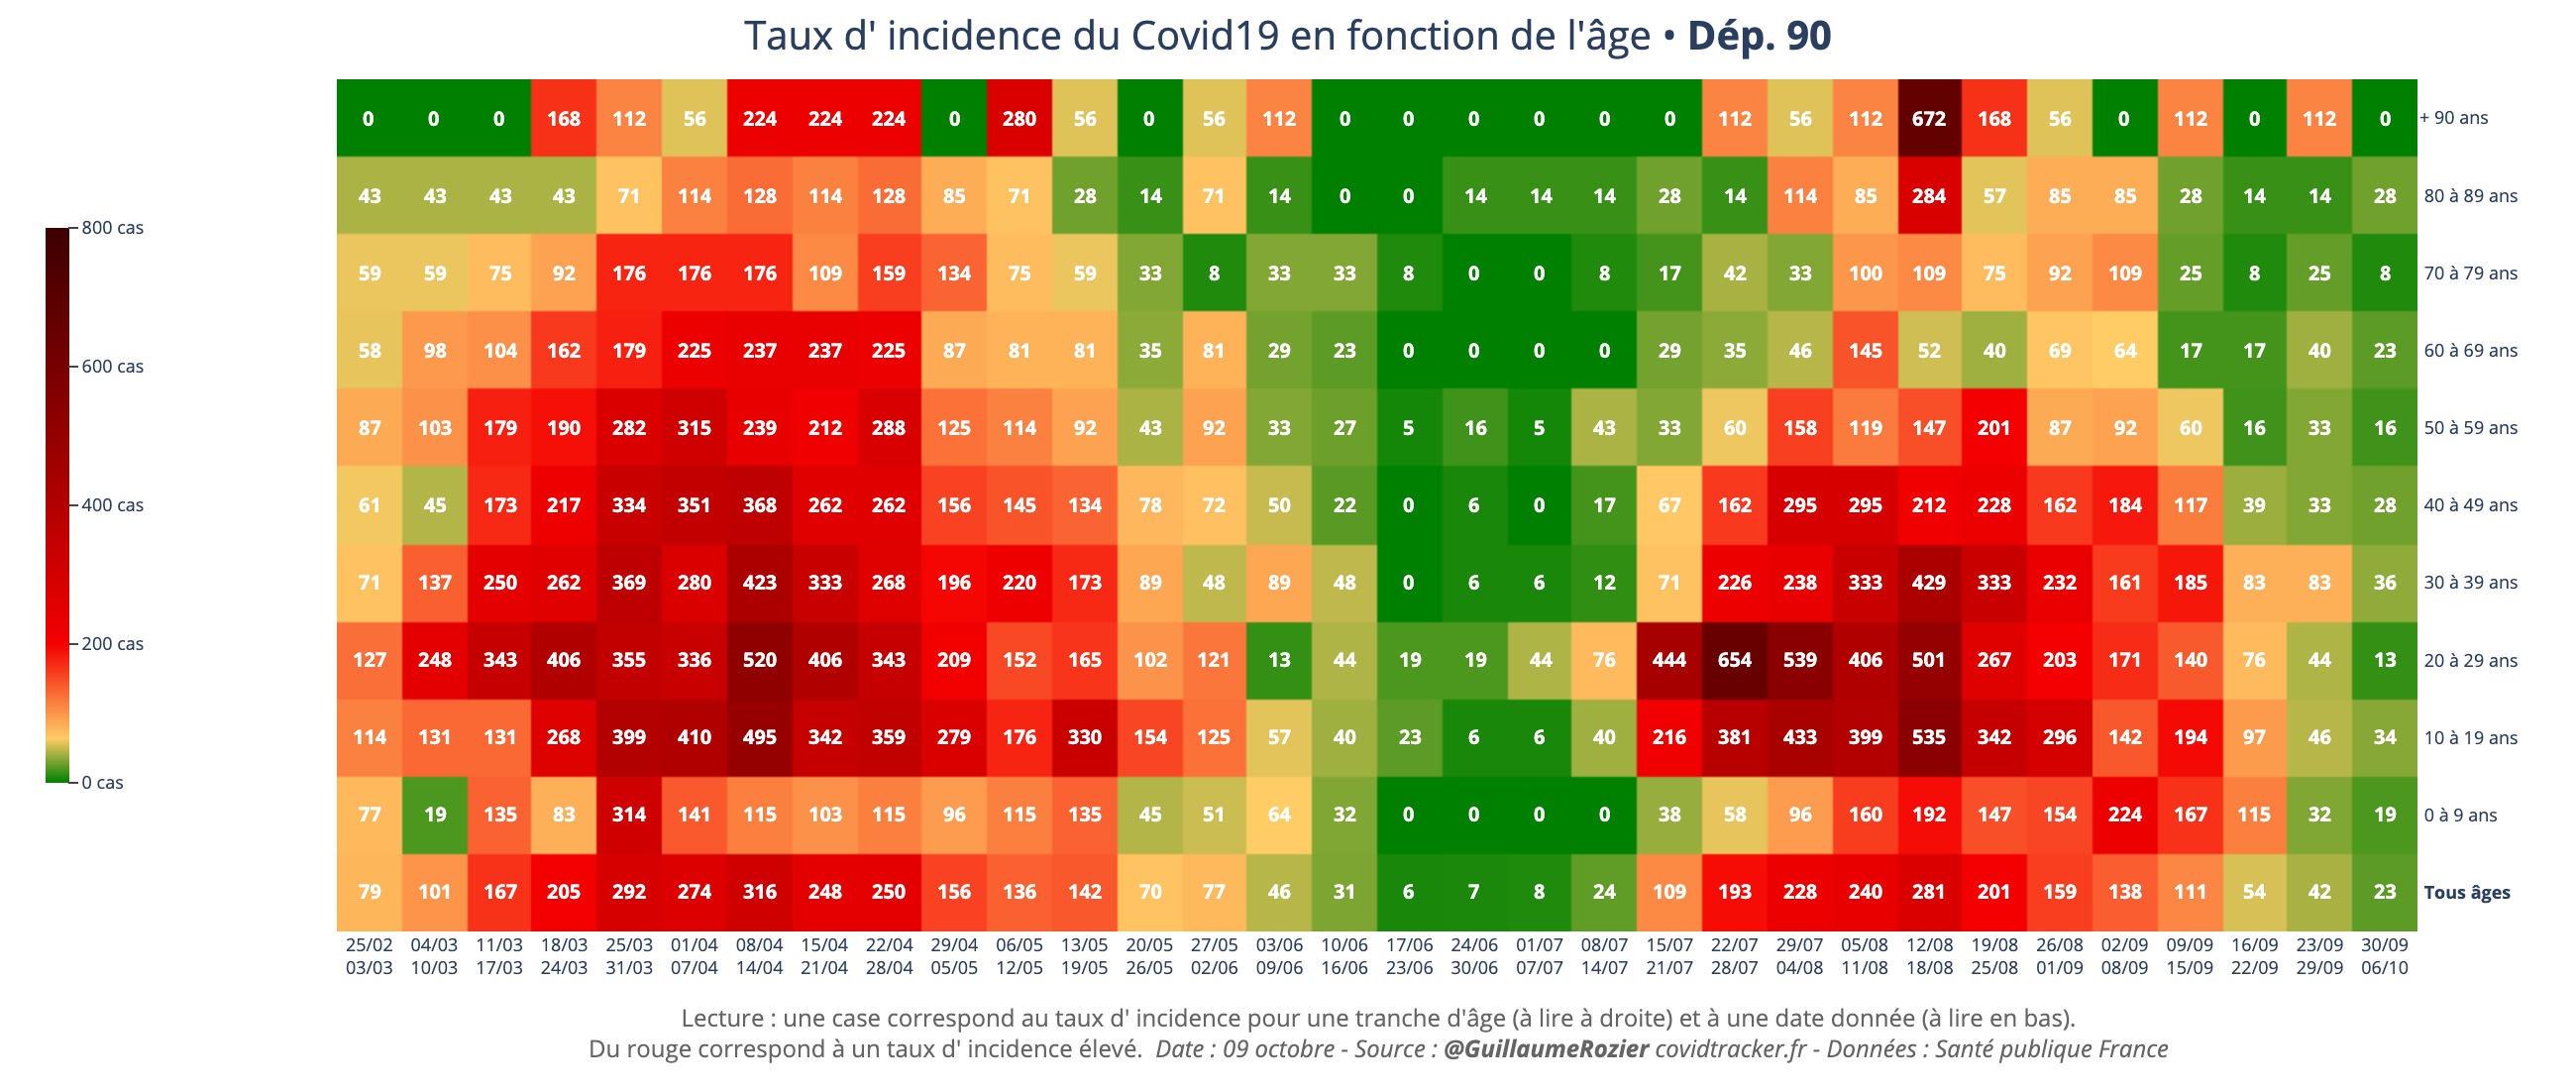 Taux d' incidence du Covid19 en fonction de l'âge • Dép. 90
0 0 0 168 112 56 224 224 224 0 280 56 0 56 112 0 0 0 0 0 0 112 56 112 672 168 56 0 112 0 112 0 + 90 ans
43 43 43 43 71 114 128 114 128 85 71 28 14 71 14 0 0 14 14 14 28 14 114 85 284 57 85 85 28 14 14 28 80 à 89 ans
800 cas
59 59 75 92 176 176 176 109 159 134 75 59 33 8 33 33 8 0 0 8 17 42 33 100 109 75 92 109 25 8 25 8 70 à 79 ans
58 98 104 162 179 225 237 237 225 87 81 81 35 81 29 23 0 0 0 0 29 35 46 145 52 40 69 64 17 17 40 23 60 à 69 ans
600 cas
87 103 179 190 282 315 239 212 288 125 114 92 43 92 33 27 5 16 5 43 33 60 158 119 147 201 87 92 60 16 33 16 50 à 59 ans
400 cas
61 45 173 217 334 351 368 262 262 156 145 134 78 72 50 22 0 6 0 17 67 162 295 295 212 228 162 184 117 39 33 28 40 à 49 ans
71 137 250 262 369 280 423 333 268 196 220 173 89 48 89 48 0 6 6 12 71 226 238 333 429 333 232 161 185 83 83 36 30 à 39 ans
200 cas
127 248 343 406 355 336 520 406 343 209 152 165 102 121 13 44 19 19 44 76 444 654 539 406 501 267 203 171 140 76 44 13 20 à 29 ans
114 131 131 268 399 410 495 342 359 279 176 330 154 125 57 40 23 6 6 40 216 381 433 399 535 342 296 142 194 97 46 34 10 à 19 ans
0 cas
77 19 135 83 314 141 115 103 115 96 115 135 45 51 64 32 0 0 0 0 38 58 96 160 192 147 154 224 167 115 32 19 0 à 9 ans
79 101 167 205 292 274 316 248 250 156 136 142 70 77 46 31 6 7 8 24 109 193 228 240 281 201 159 138 111 54 42 23 Tous âges
25/02 04/03 11/03 18/03 25/03 01/04 08/04 15/04 22/04 29/04 06/05 13/05 20/05 27/05 03/06 10/06 17/06 24/06 01/07 08/07 15/07 22/07 29/07 05/08 12/08 19/08 26/08 02/09 09/09 16/09 23/09 30/09
03/03 10/03 17/03 24/03 31/03 07/04 14/04 21/04 28/04 05/05 12/05 19/05 26/05 02/06 09/06 16/06 23/06 30/06 07/07 14/07 21/07 28/07 04/08 11/08 18/08 25/08 01/09 08/09 15/09 22/09 29/09 06/10
Lecture : une case correspond au taux d' incidence pour une tranche d'âge (à lire à droite) et à une date donnée (à lire en bas).
Du rouge correspond à un taux d' incidence élevé. Date : 09 octobre - Source : @GuillaumeRozier covidtracker.fr - Données : Santé publique France